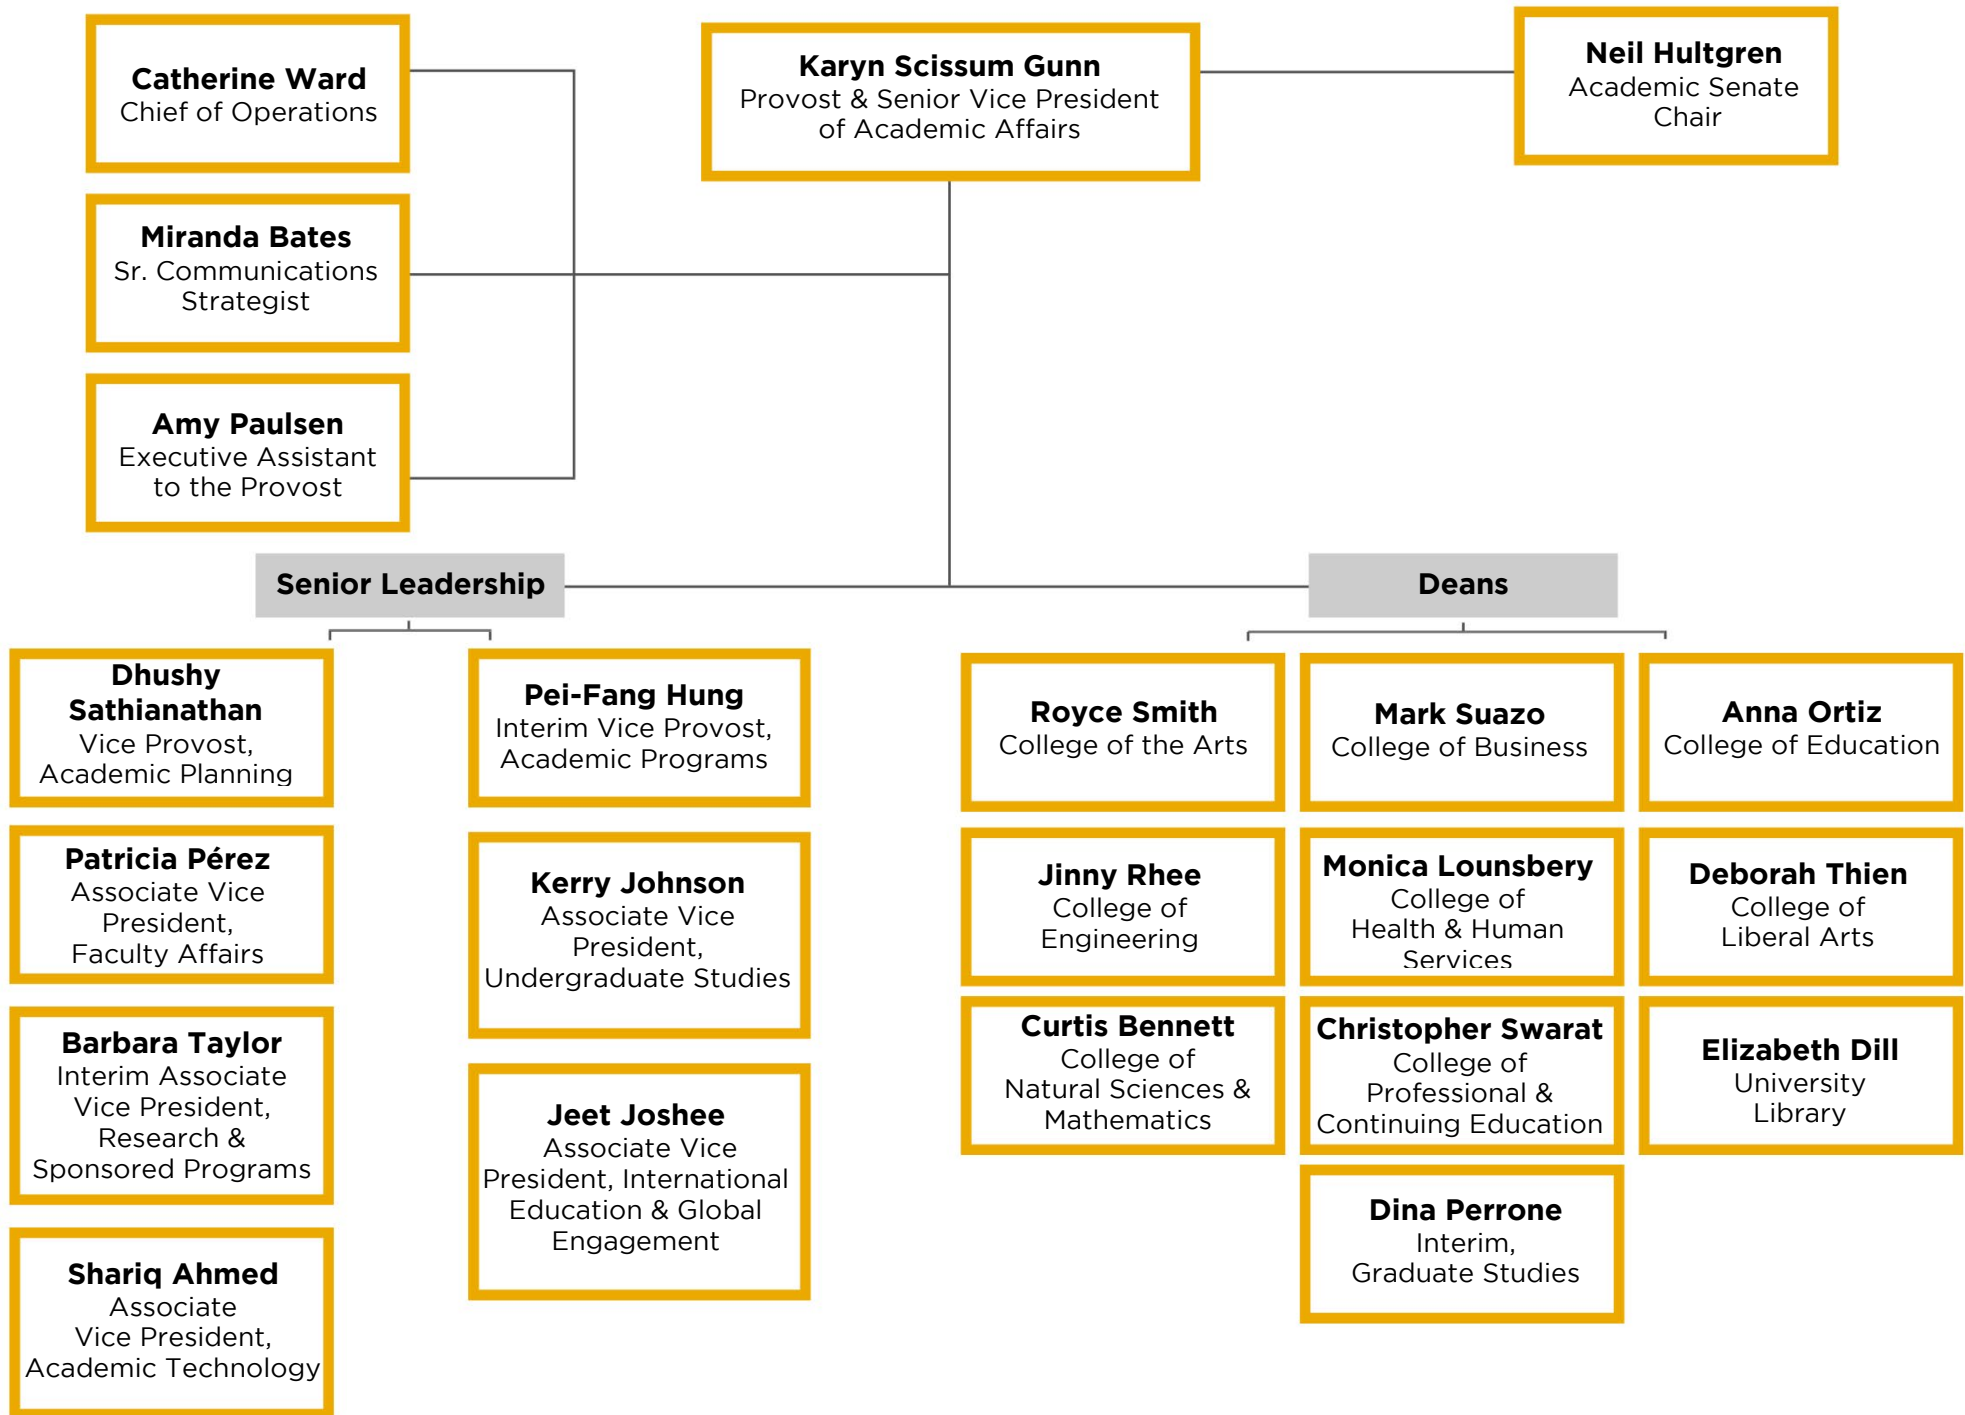 Catherine Ward
Chief of Operations
Karyn Scissum Gunn
Provost & Senior Vice President
of Academic Affairs
Neil Hultgren
Academic Senate
Chair
Miranda Bates
Sr. Communications
Strategist
Amy Paulsen
Executive Assistant
to the Provost
Senior Leadership
Dhushy
Sathianathan
Vice Provost,
Academic Planning
Pei-Fang Hung
Interim Vice Provost,
Academic Programs
Patricia Pérez
Associate Vice
President,
Faculty Affairs
Kerry Johnson
Associate Vice
President,
Undergraduate Studies
Barbara Taylor
Interim Associate
Vice President,
Research &
Sponsored Programs
Jeet Joshee
Associate Vice
President, International
Education & Global
Engagement
Shariq Ahmed
Associate
Vice President,
Academic Technology
Deans
Royce Smith
College of the Arts
Mark Suazo
College of Business
Anna Ortiz
College of Education
Jinny Rhee
College of
Engineering
Monica Lounsbery
College of
Health & Human
Services
Deborah Thien
College of
Liberal Arts
Curtis Bennett
College of
Natural Sciences &
Mathematics
Christopher Swarat
College of
Professional &
Continuing Education
Elizabeth Dill
University
Library
Dina Perrone
Interim,
Graduate Studies